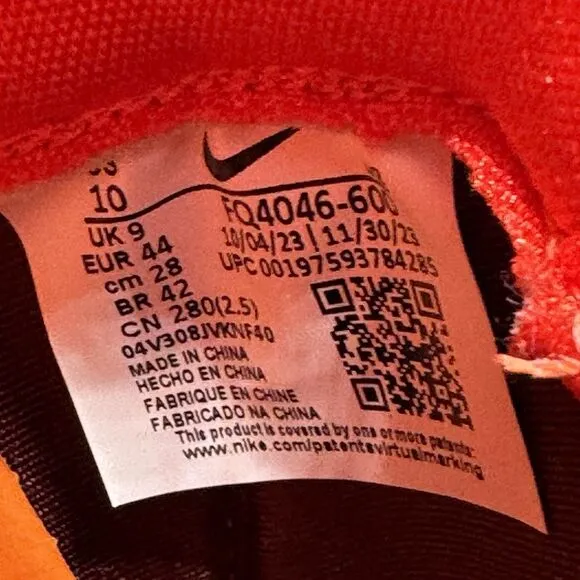 US
10
UK 9
EUR 44
cm 28
BR 42
CN 280(2.5)
04V308JVKNF40
MADE IN CHINA
HECHO EN CHINA
FABRIQUE EN CHINE
FABRICADO NA CHINA
FQ4046-600
10/04/23 | 11/30/23
UPC 00197593784285
This product is covered by one or more patents:
www.nike.com/patentsvirtualmarking